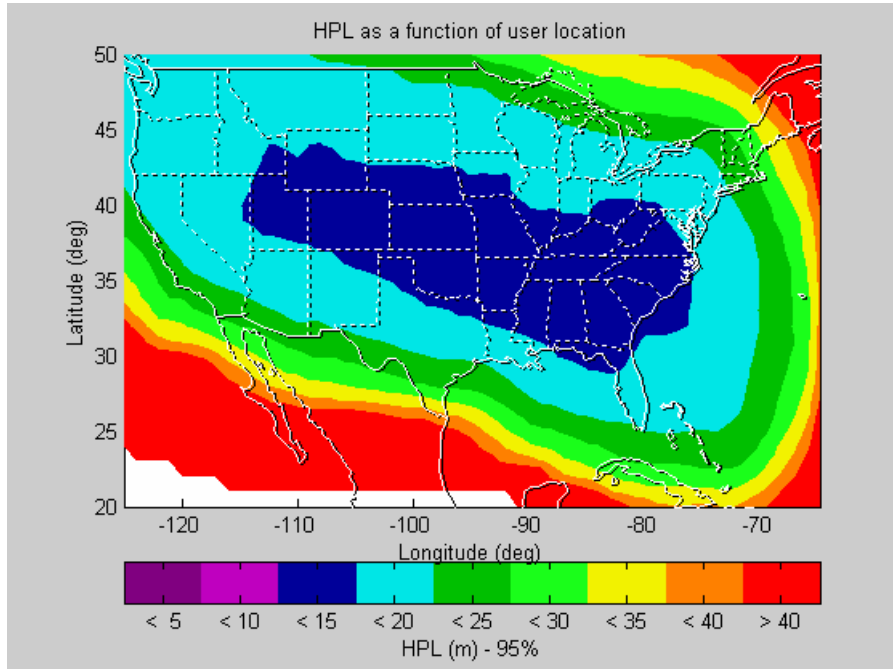 HPL as a function of user location
50
45
40
35
30
25
20
Latitude (deg)
-120 -110 -100 -90 -80 -70
Longitude (deg)
< 5 < 10 < 15 < 20 < 25 < 30 < 35 < 40 > 40
HPL (m) - 95%